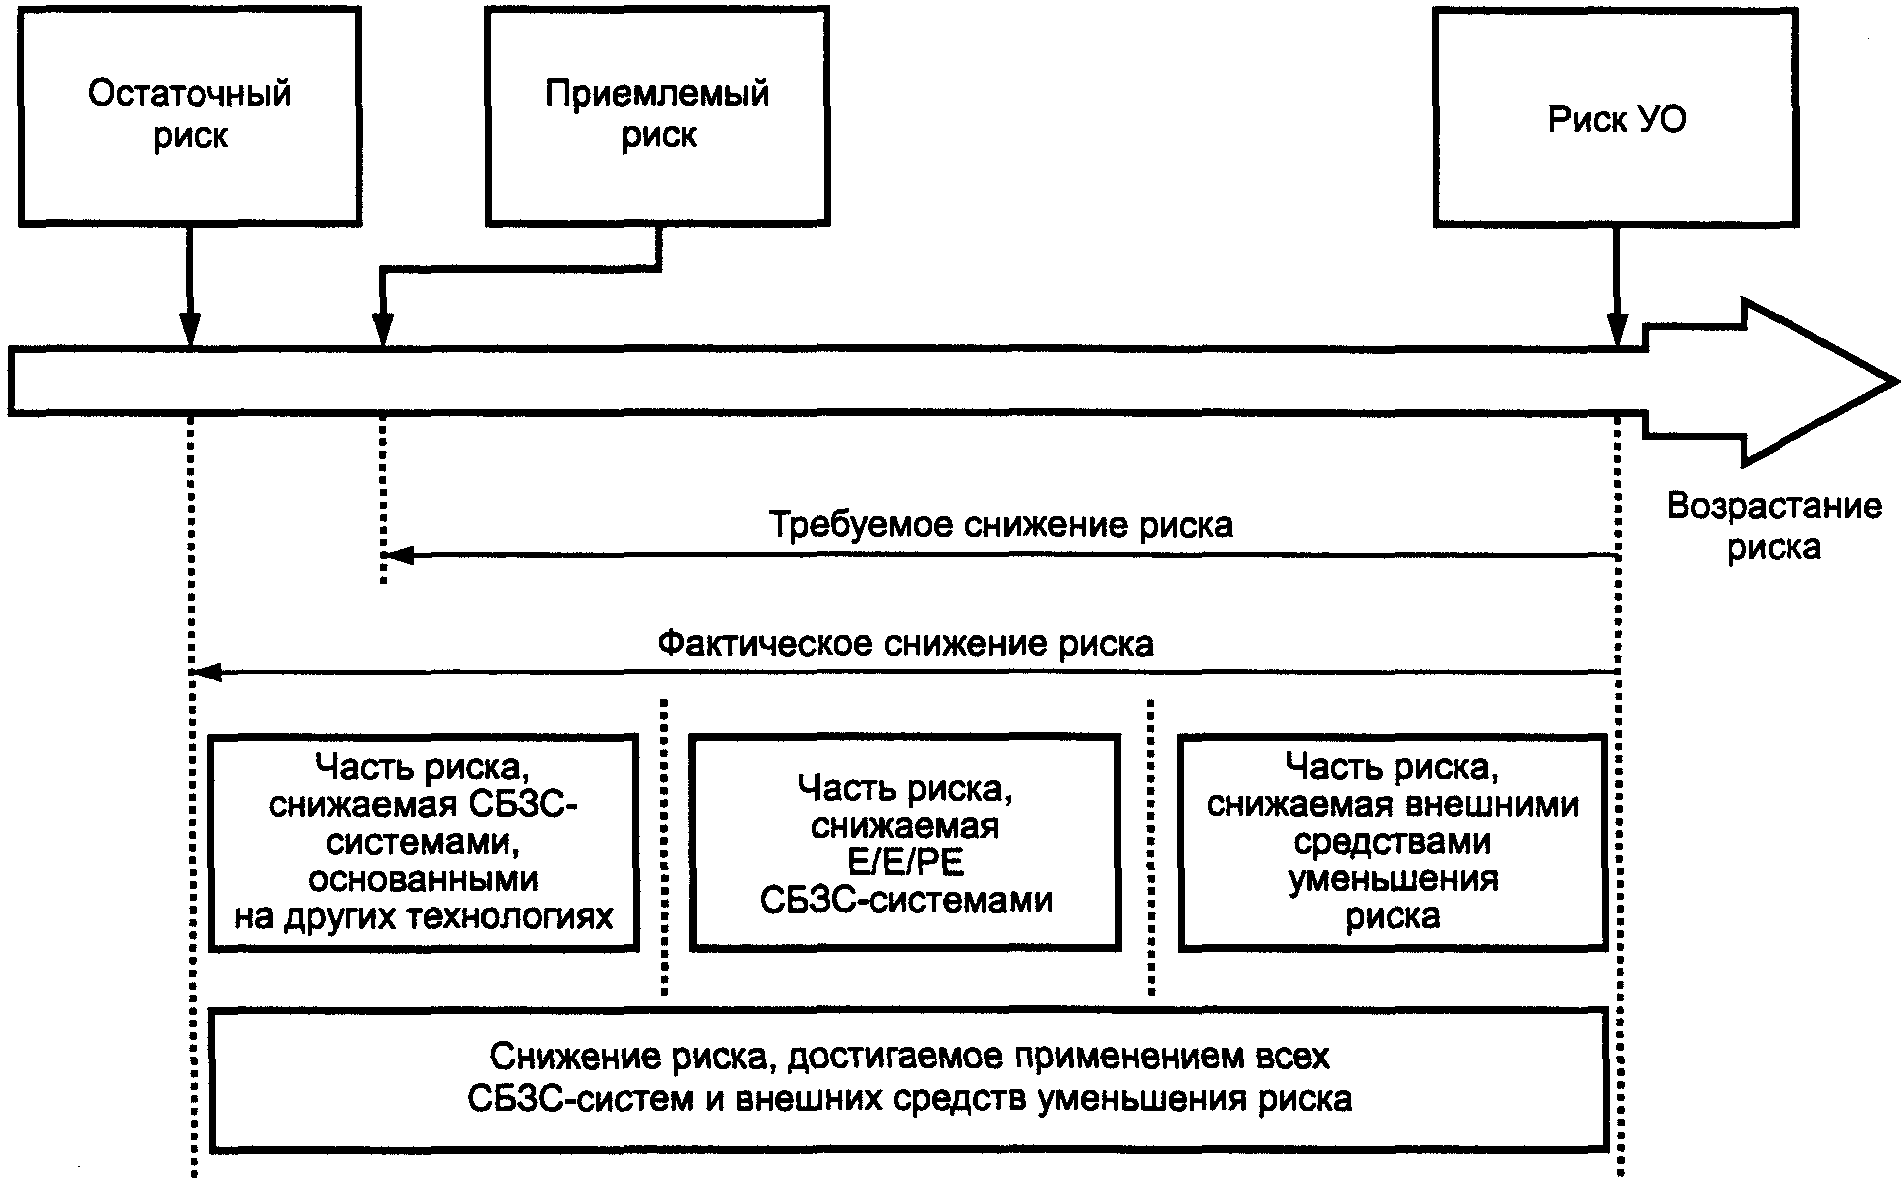 Остаточный
риск
Приемлемый
риск
Риск УО
Возрастание
риска
Требуемое снижение риска
Фактическое снижение риска
Часть риска,
снижаемая СБЗС-
системами,
основанными
на других технологиях
Часть риска,
снижаемая
E/E/PE
СБЗС-системами
Часть риска,
снижаемая внешними
средствами
уменьшения
риска
Снижение риска, достигаемое применением всех
СБЗС-систем и внешних средств уменьшения риска